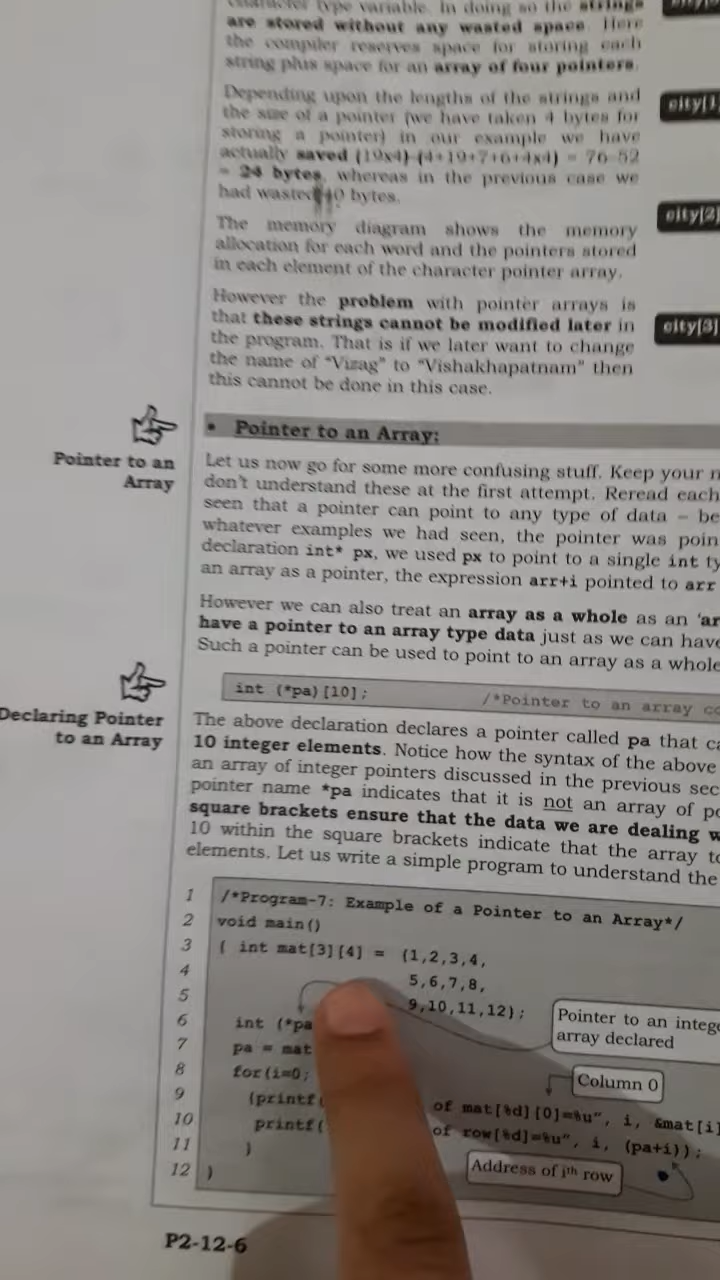 character type variable. In doing so the strings
are stored without any wasted space. Here
the compiler reserves space for storing each
string plus space for an array of four pointers.
Depending upon the lengths of the strings and
the size of a pointer (we have taken 4 bytes for
storing a pointer) in our example we have
actually saved (19x4)-(4+19+7+6+4x4) = 76-52
= 24 bytes, whereas in the previous case we
had wasted 40 bytes.
city[1]
The memory diagram shows the memory
allocation for each word and the pointers stored
in each element of the character pointer array.
city[2]
However the problem with pointer arrays is
that these strings cannot be modified later in
the program. That is if we later want to change
the name of "Vizag" to "Vishakhapatnam" then
this cannot be done in this case.
city[3]
Pointer to an
Array
• Pointer to an Array:
Let us now go for some more confusing stuff. Keep your
don't understand these at the first attempt. Reread each
seen that a pointer can point to any type of data – be
whatever examples we had seen, the pointer was poin
declaration int* px, we used px to point to a single int ty
an array as a pointer, the expression arr+i pointed to arr
However we can also treat an array as a whole as an 'ar
have a pointer to an array type data just as we can have
Such a pointer can be used to point to an array as a whole
int (*pa)[10]; /*Pointer to an array co
Declaring Pointer
to an Array
The above declaration declares a pointer called pa that ca
10 integer elements. Notice how the syntax of the above
an array of integer pointers discussed in the previous sec
pointer name *pa indicates that it is not an array of po
square brackets ensure that the data we are dealing w
10 within the square brackets indicate that the array to
elements. Let us write a simple program to understand the
1 /*Program-7: Example of a Pointer to an Array*/
2 void main()
3 { int mat[3][4] = {1,2,3,4,
4 5,6,7,8,
5 9,10,11,12};
6 int (*pa
Pointer to an intege
array declared
7 pa = mat
8 for(i=0;
Column 0
9 {printf( of mat[%d][0]=%u", i, &mat[i]
10 printf( of row[%d]=%u", i, (pa+i));
11 }
12 }
Address of ith row
P2-12-6